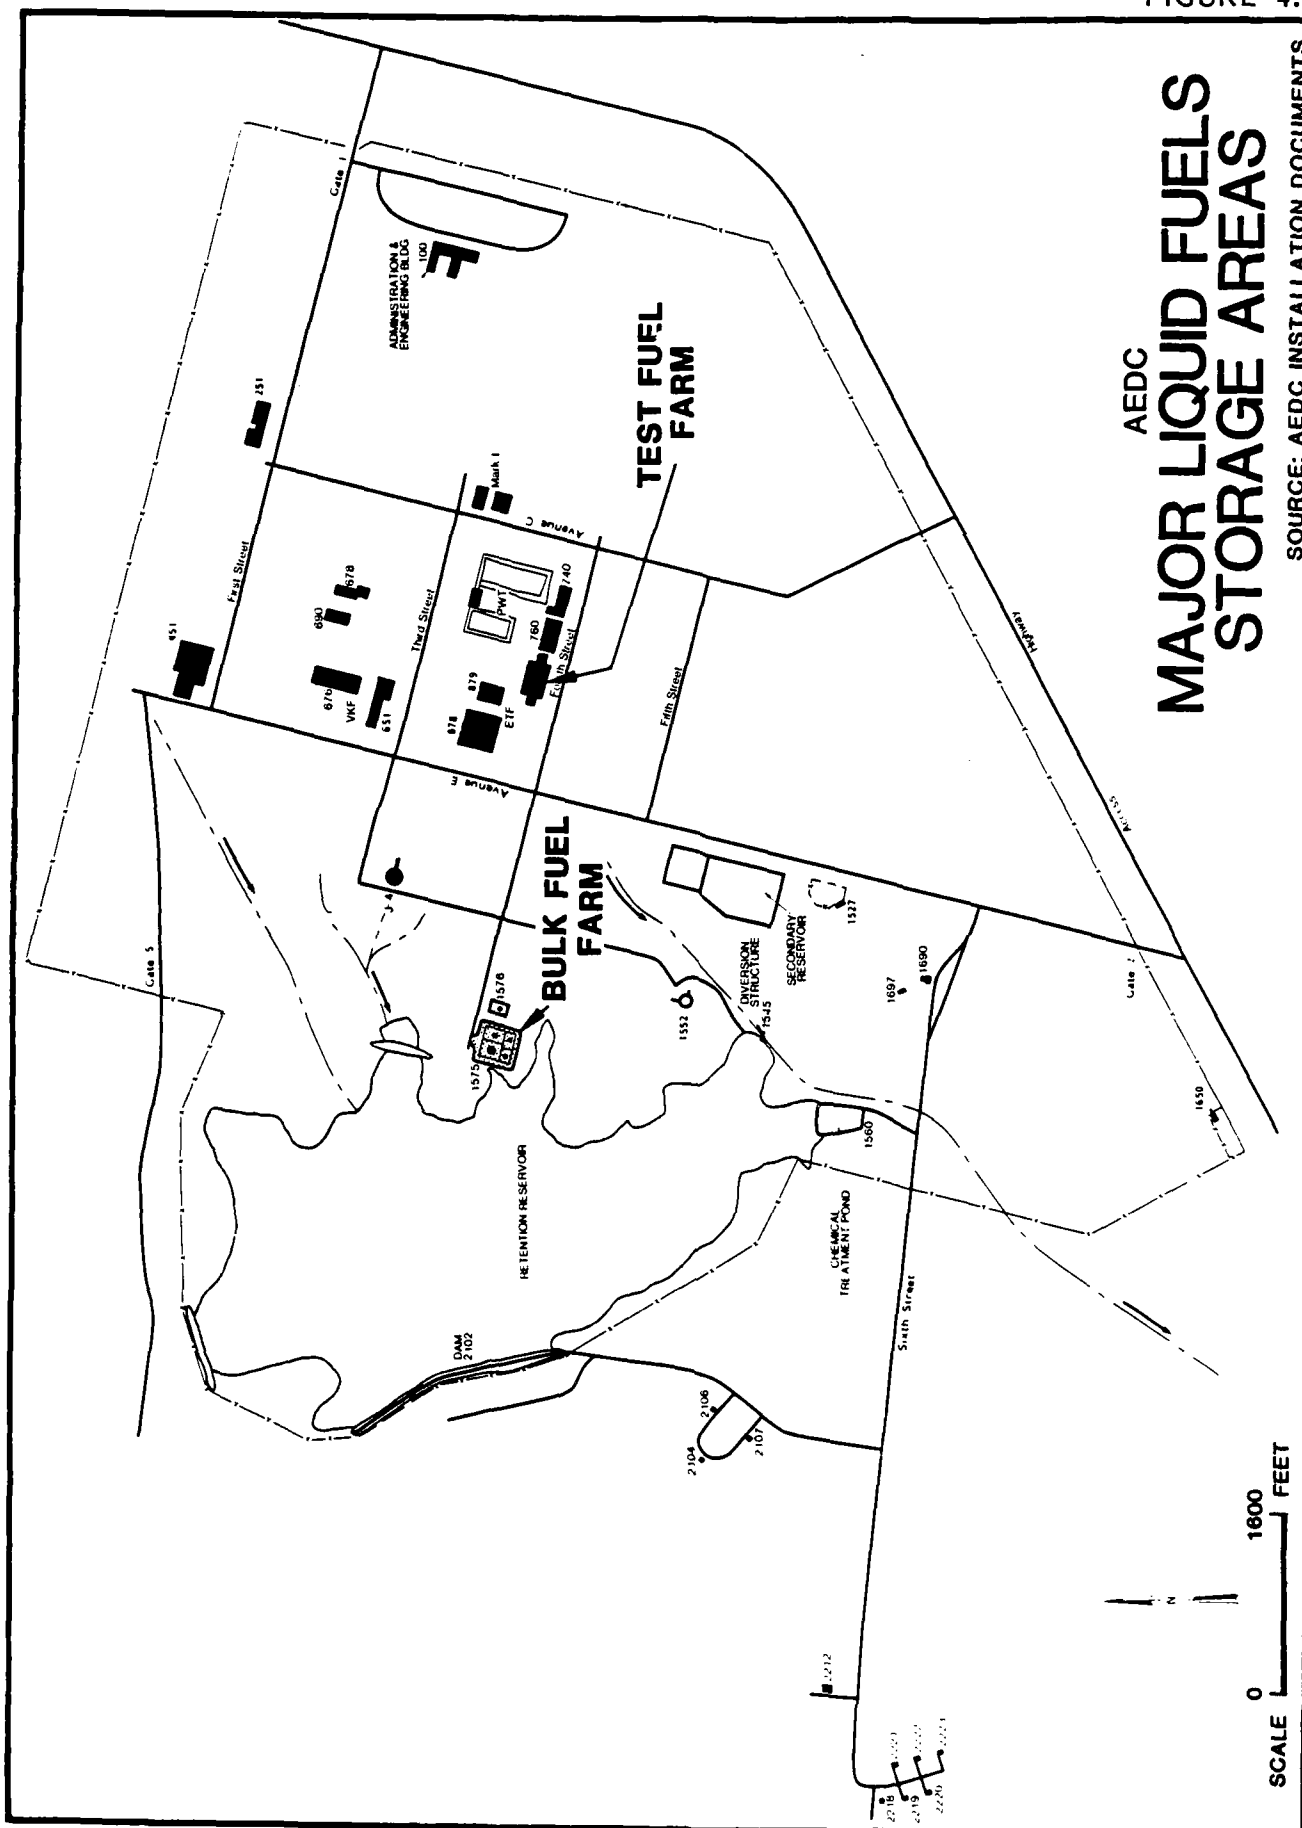 FIGURE 4.
AEDC
MAJOR LIQUID FUELS
STORAGE AREAS
SOURCE: AEDC INSTALLATION DOCUMENTS
Gate 1
ADMINISTRATION &
ENGINEERING BLDG
100
251
First Street
451
690
678
676
VKF
651
Third Street
Mark I
Avenue C
PWT
740
760
Fourth Street
879
878
ETF
TEST FUEL
FARM
Fifth Street
Avenue E
Highway
Access
Gate 5
J-4
BULK FUEL
FARM
1576
1575
1552
DIVERSION
STRUCTURE
1545
SECONDARY
RESERVOIR
1527
1697
1690
Gate 2
1650
1560
CHEMICAL
TREATMENT POND
RETENTION RESERVOIR
DAM
2102
Sixth Street
2106
2107
2104
2212
2218
2219
2220
N
SCALE
0
1600
FEET